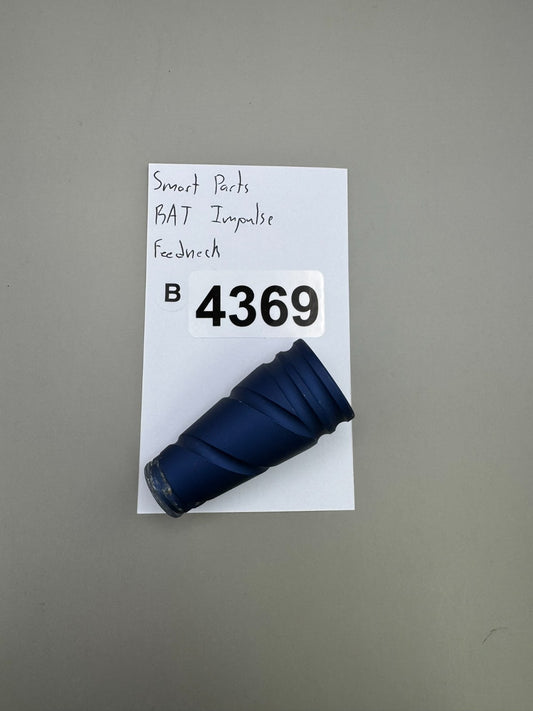 Smart Parts
BAT Impulse
Feedneck
B 4369